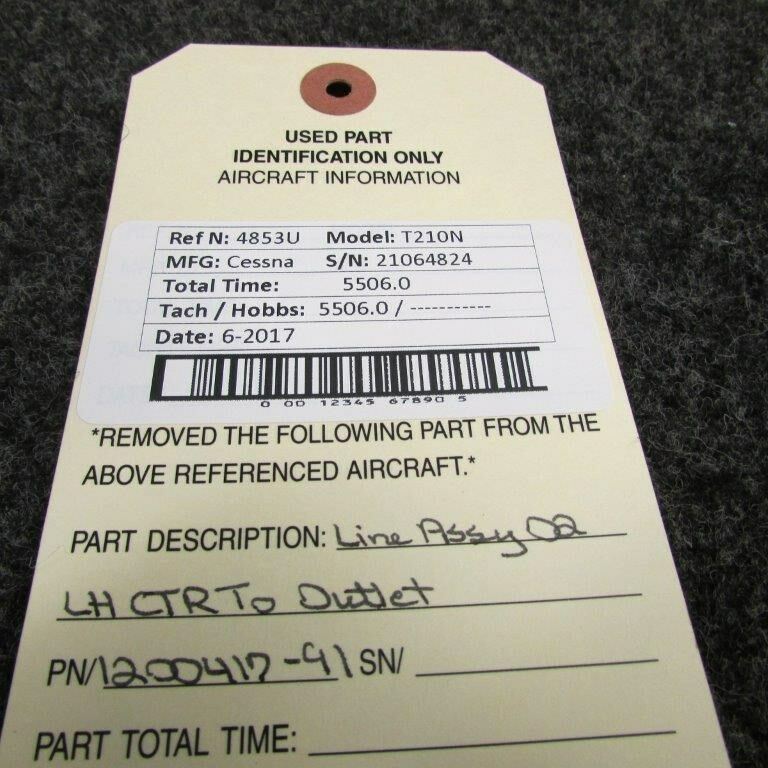 USED PART
IDENTIFICATION ONLY
AIRCRAFT INFORMATION
Ref N: 4853U Model: T210N
MFG: Cessna S/N: 21064824
Total Time: 5506.0
Tach / Hobbs: 5506.0 / -----------
Date: 6-2017
0 00 12345 67890 5
*REMOVED THE FOLLOWING PART FROM THE
ABOVE REFERENCED AIRCRAFT.*
PART DESCRIPTION: Line Assy O2
LH CTR To Outlet
PN/1200417-91 SN/
PART TOTAL TIME: